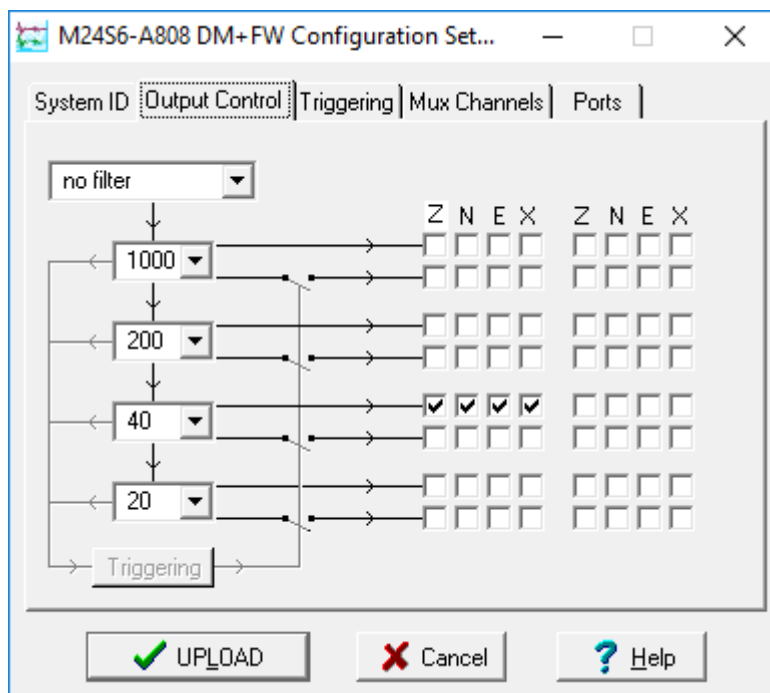 M24S6-A808 DM+FW Configuration Set...
System ID Output Control Triggering Mux Channels Ports
no filter
Z N E X Z N E X
1000
200
40
20
Triggering
UPLOAD Cancel Help